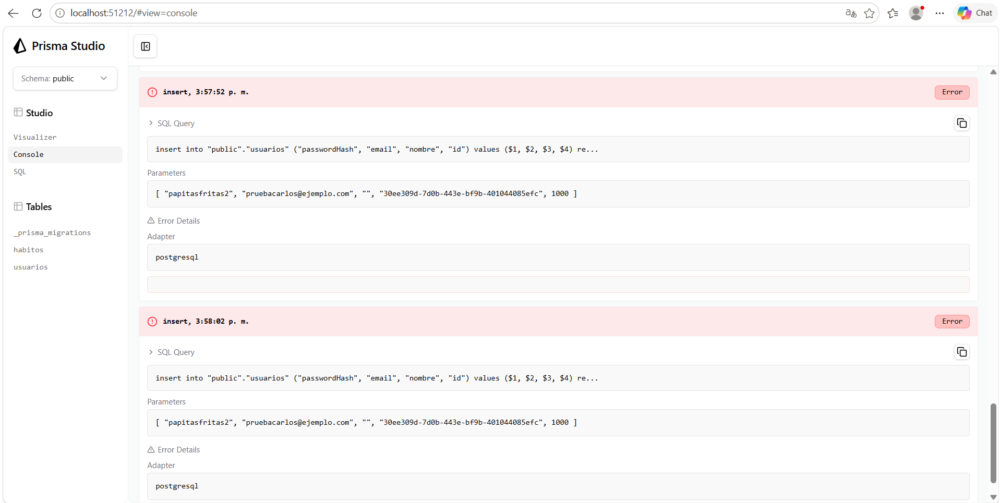 localhost:51212/#view=console
Chat
Prisma Studio
Schema: public
Studio
Visualizer
Console
SQL
Tables
_prisma_migrations
habitos
usuarios
insert, 3:57:52 p. m.
Error
SQL Query
insert into "public"."usuarios" ("passwordHash", "email", "nombre", "id") values ($1, $2, $3, $4) re...
Parameters
[ "papitasfritas2", "pruebacarlos@ejemplo.com", "", "30ee309d-7d0b-443e-bf9b-401044085efc", 1000 ]
Error Details
Adapter
postgresql
insert, 3:58:02 p. m.
Error
SQL Query
insert into "public"."usuarios" ("passwordHash", "email", "nombre", "id") values ($1, $2, $3, $4) re...
Parameters
[ "papitasfritas2", "pruebacarlos@ejemplo.com", "", "30ee309d-7d0b-443e-bf9b-401044085efc", 1000 ]
Error Details
Adapter
postgresql